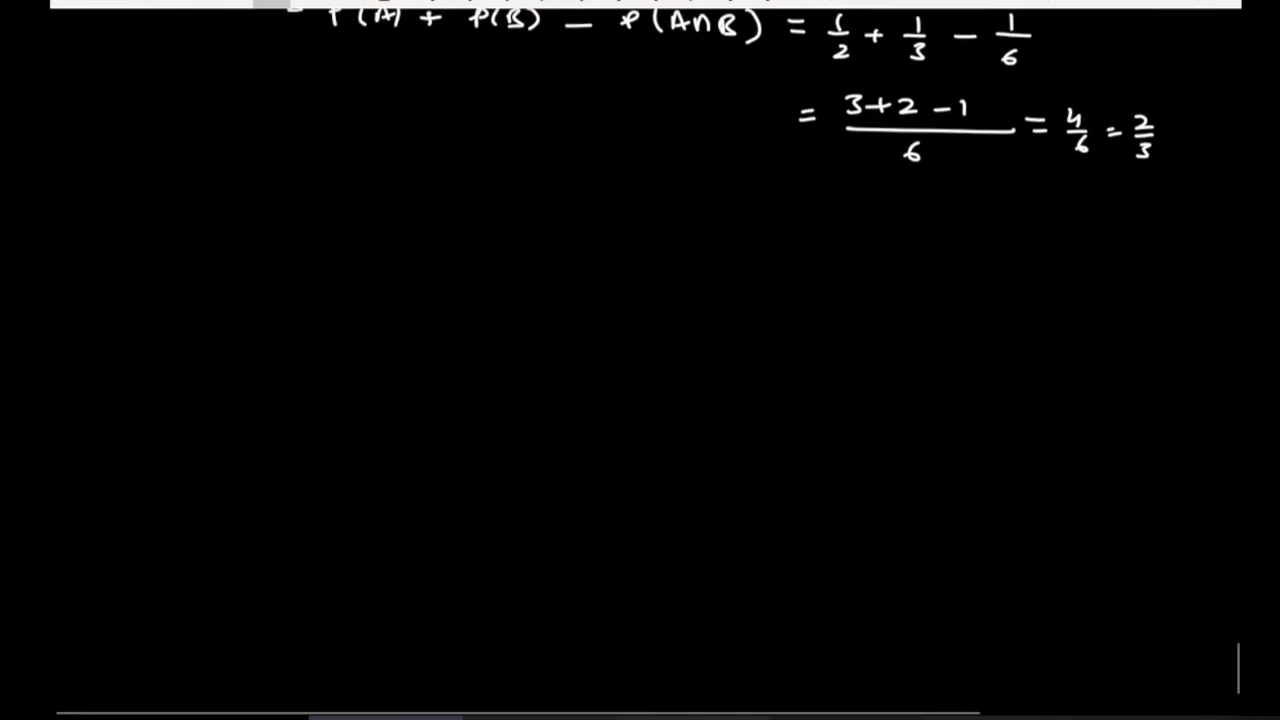 = P(A) + P(B) - P(A∩B) = 1/2 + 1/3 - 1/6
= (3+2-1)/6 = 4/6 = 2/3